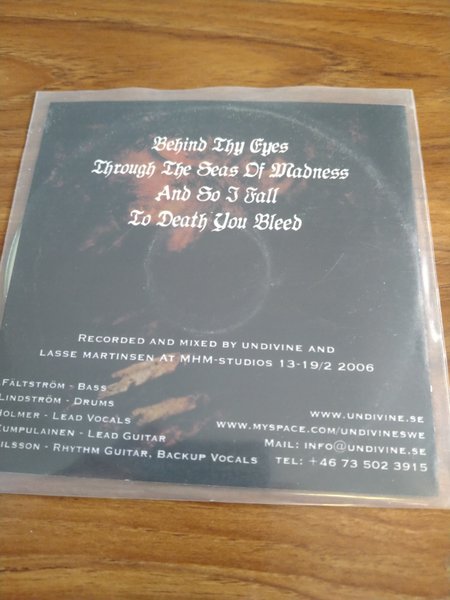 Behind Thy Eyes
Through The Seas Of Madness
And So I Fall
To Death You Bleed
Recorded and mixed by undivine and
Lasse Martinsen at MHM-studios 13-19/2 2006
Fältström - Bass
Lindström - Drums
Holmer - Lead Vocals
Kumpulainen - Lead Guitar
ilsson - Rhythm Guitar, Backup Vocals
www.undivine.se
www.myspace.com/undivineswe
Mail: info@undivine.se
tel: +46 73 502 3915